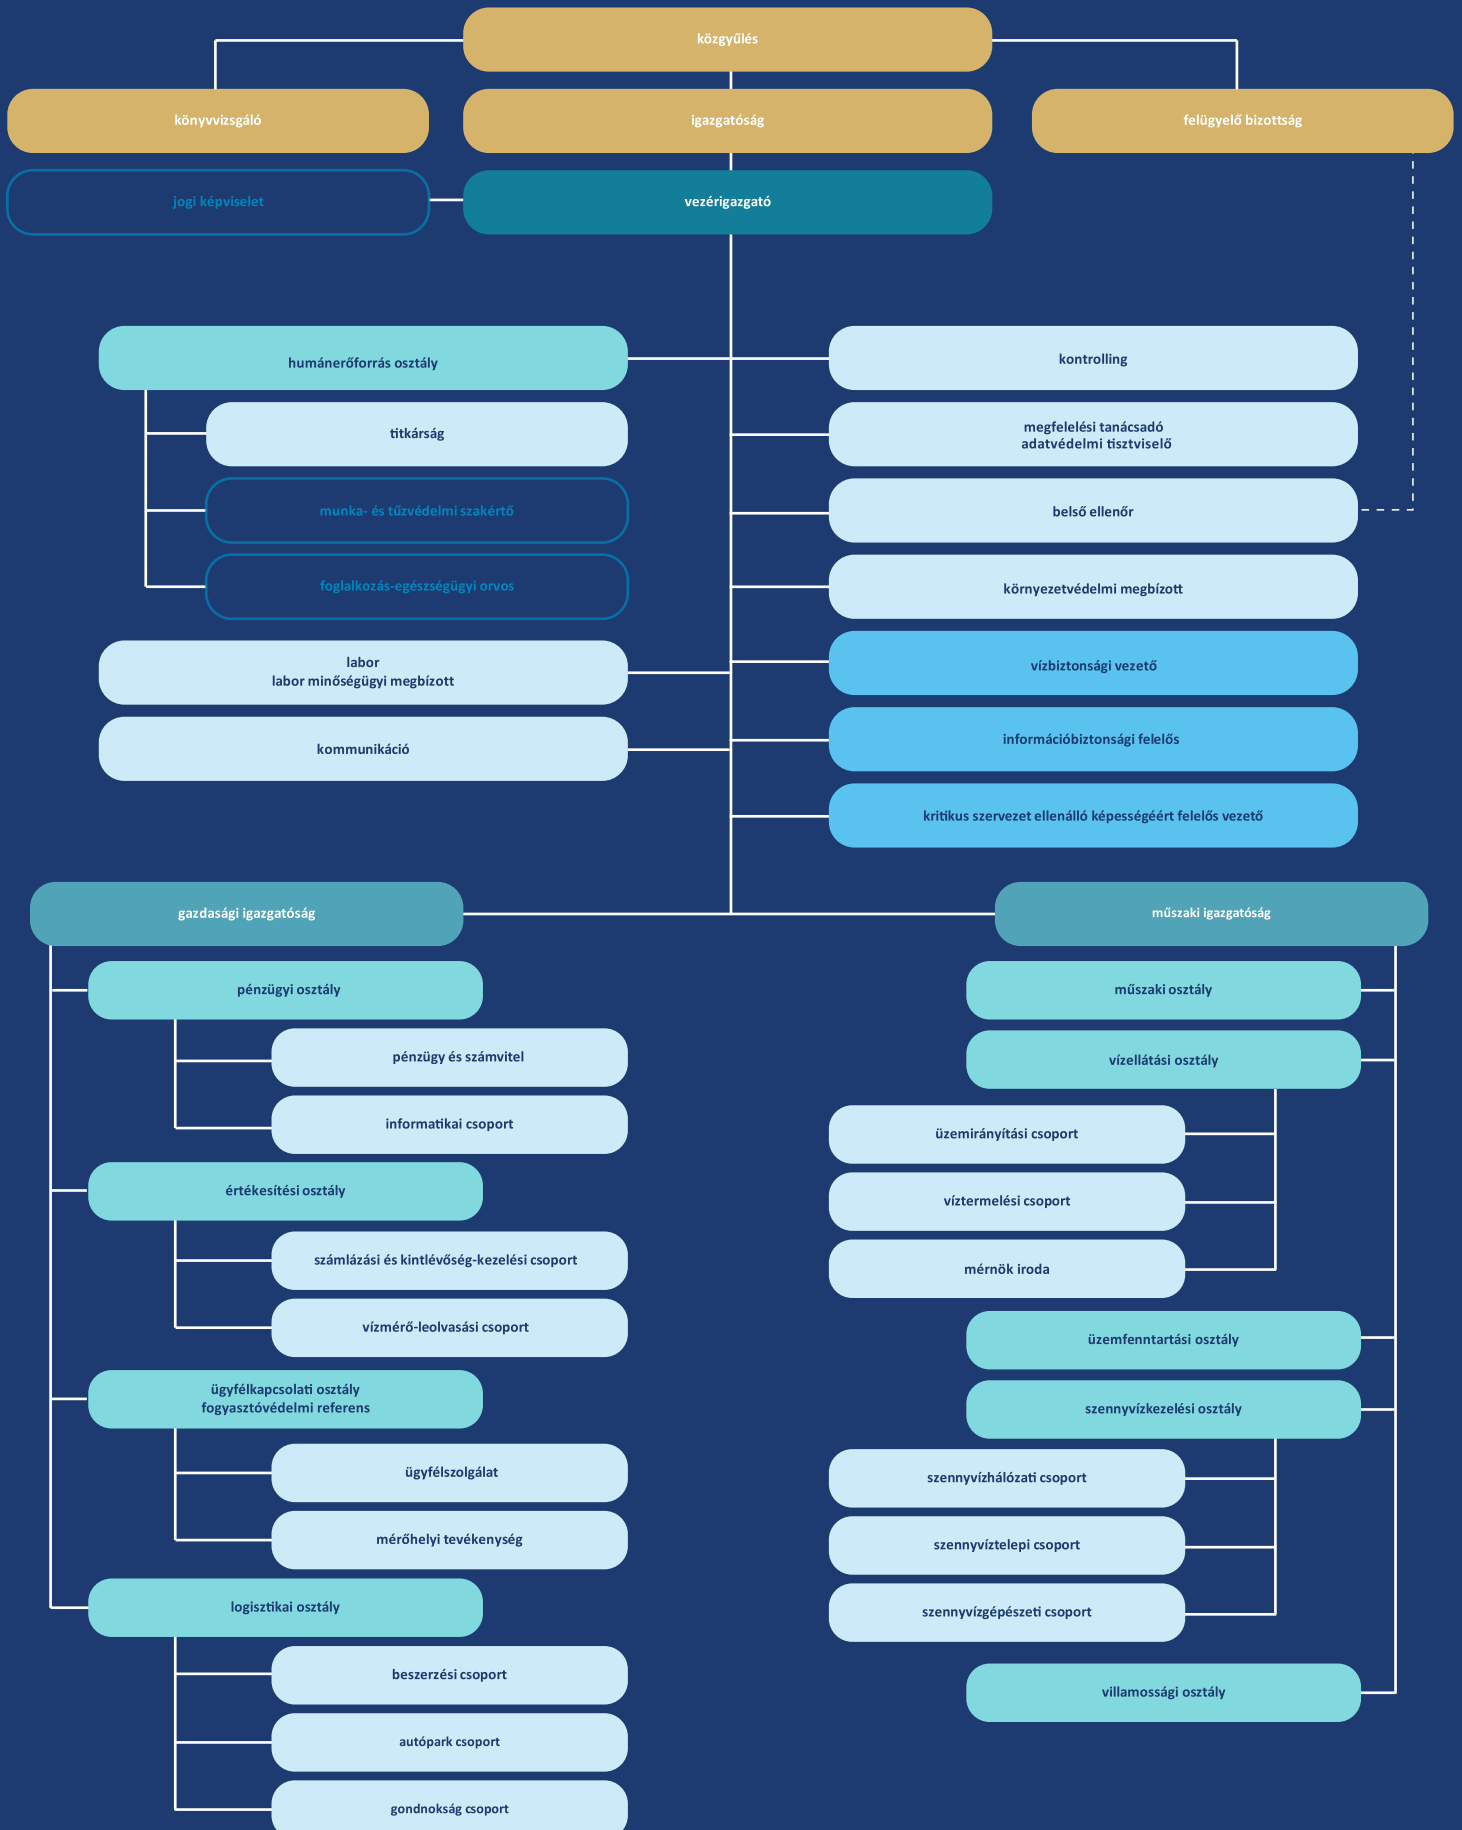 közgyűlés
könyvvizsgáló
igazgatóság
felügyelő bizottság
jogi képviselet
vezérigazgató
humánerőforrás osztály
titkárság
munka- és tűzvédelmi szakértő
foglalkozás-egészségügyi orvos
labor
labor minőségügyi megbízott
kommunikáció
kontrolling
megfelelési tanácsadó
adatvédelmi tisztviselő
belső ellenőr
környezetvédelmi megbízott
vízbiztonsági vezető
információbiztonsági felelős
kritikus szervezet ellenálló képességéért felelős vezető
gazdasági igazgatóság
pénzügyi osztály
pénzügy és számvitel
informatikai csoport
értékesítési osztály
számlázási és kintlévőség-kezelési csoport
vízmérő-leolvasási csoport
ügyfélkapcsolati osztály
fogyasztóvédelmi referens
ügyfélszolgálat
mérőhelyi tevékenység
logisztikai osztály
beszerzési csoport
autópark csoport
gondnokság csoport
műszaki igazgatóság
műszaki osztály
vízellátási osztály
üzemirányítási csoport
víztermelési csoport
mérnök iroda
üzemfenntartási osztály
szennyvízkezelési osztály
szennyvízhálózati csoport
szennyvíztelepi csoport
szennyvízgépészeti csoport
villamossági osztály